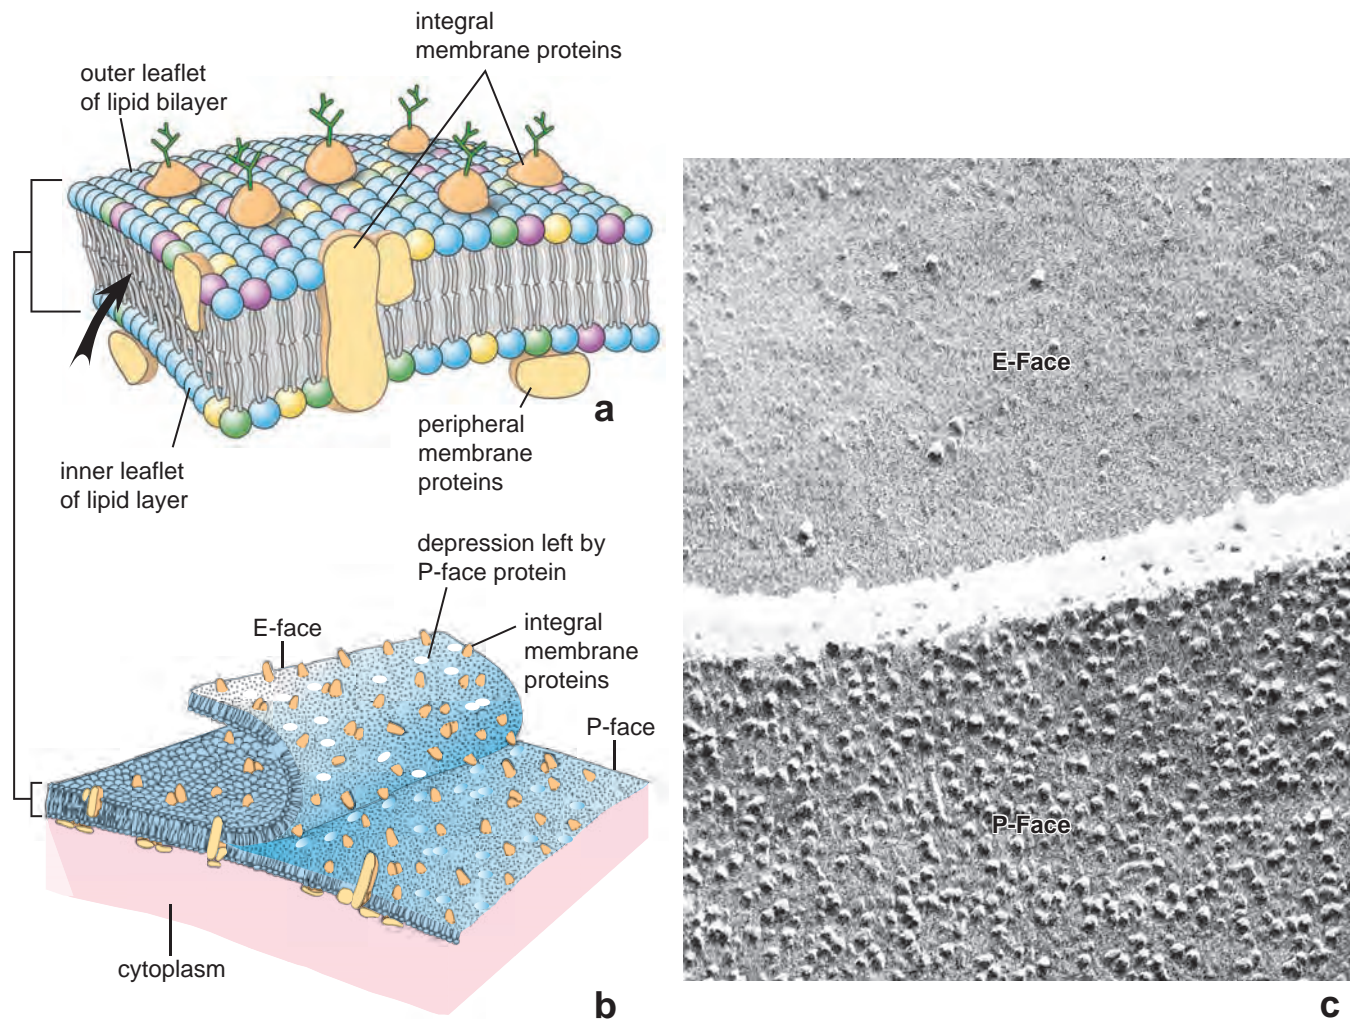 integral
membrane proteins
outer leaflet
of lipid bilayer
a
peripheral
membrane
proteins
inner leaflet
of lipid layer
depression left by
P-face protein
E-face
integral
membrane
proteins
P-face
cytoplasm
b
E-Face
P-Face
c